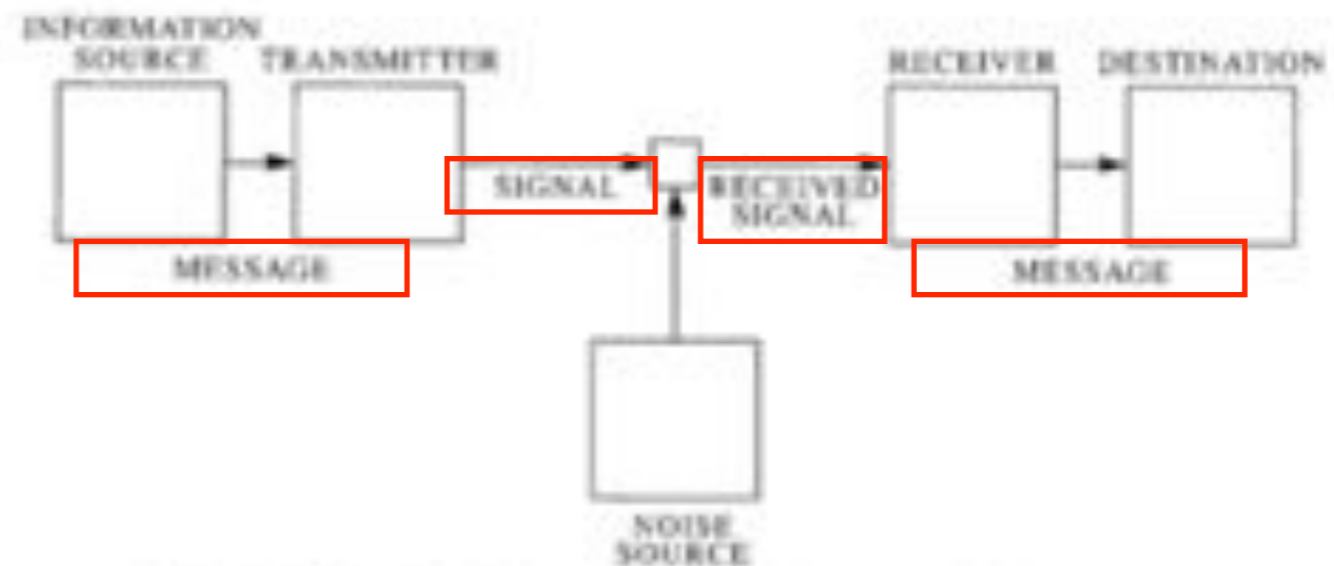 INFORMATION
SOURCE
TRANSMITTER
RECEIVER
DESTINATION
SIGNAL
RECEIVED
SIGNAL
MESSAGE
MESSAGE
NOISE
SOURCE